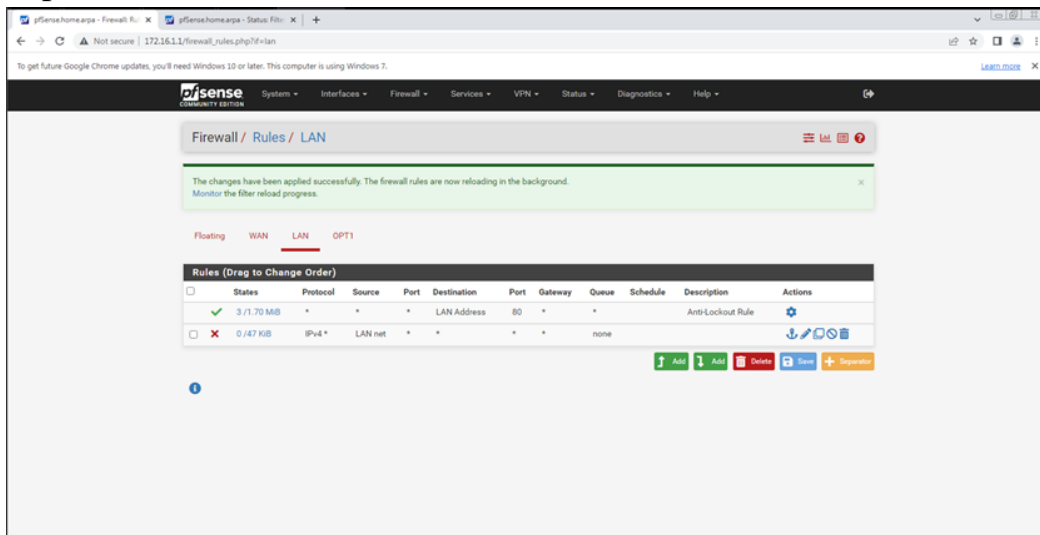 pfSense.home.arpa - Firewall: Ru
pfSense.home.arpa - Status: Filte
Not secure | 172.16.1.1/firewall_rules.php?if=lan
To get future Google Chrome updates, you'll need Windows 10 or later. This computer is using Windows 7.
Learn more
pfsense
COMMUNITY EDITION
System Interfaces Firewall Services VPN Status Diagnostics Help
Firewall / Rules / LAN
The changes have been applied successfully. The firewall rules are now reloading in the background.
Monitor the filter reload progress.
Floating WAN LAN OPT1
Rules (Drag to Change Order)
States Protocol Source Port Destination Port Gateway Queue Schedule Description Actions
3 /1.70 MiB * * * LAN Address 80 * * Anti-Lockout Rule
0 /47 KiB IPv4 * LAN net * * * * none
Add Add Delete Save Separator